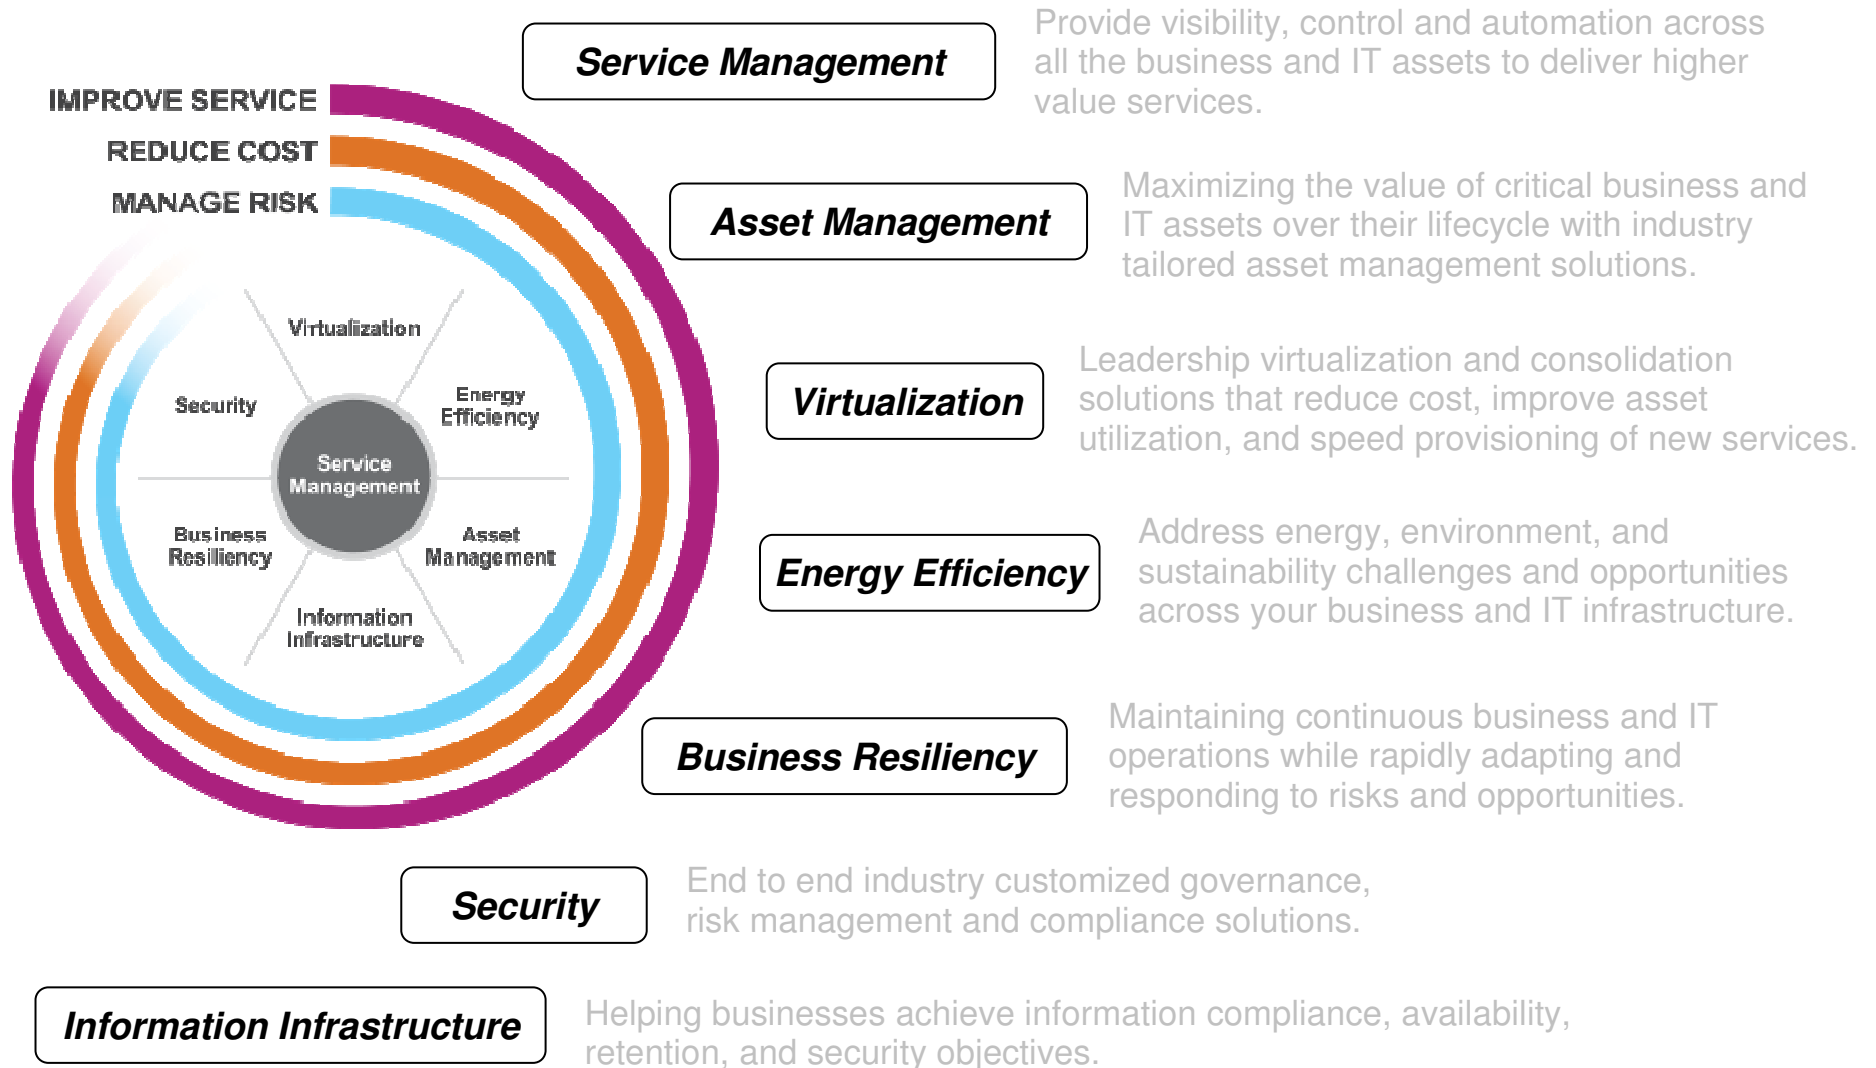 IMPROVE SERVICE
REDUCE COST
MANAGE RISK
Virtualization
Energy
Efficiency
Security
Service
Management
Business
Resiliency
Asset
Management
Information
Infrastructure
Service Management
Provide visibility, control and automation across
all the business and IT assets to deliver higher
value services.
Asset Management
Maximizing the value of critical business and
IT assets over their lifecycle with industry
tailored asset management solutions.
Virtualization
Leadership virtualization and consolidation
solutions that reduce cost, improve asset
utilization, and speed provisioning of new services.
Energy Efficiency
Address energy, environment, and
sustainability challenges and opportunities
across your business and IT infrastructure.
Business Resiliency
Maintaining continuous business and IT
operations while rapidly adapting and
responding to risks and opportunities.
Security
End to end industry customized governance,
risk management and compliance solutions.
Information Infrastructure
Helping businesses achieve information compliance, availability,
retention, and security objectives.